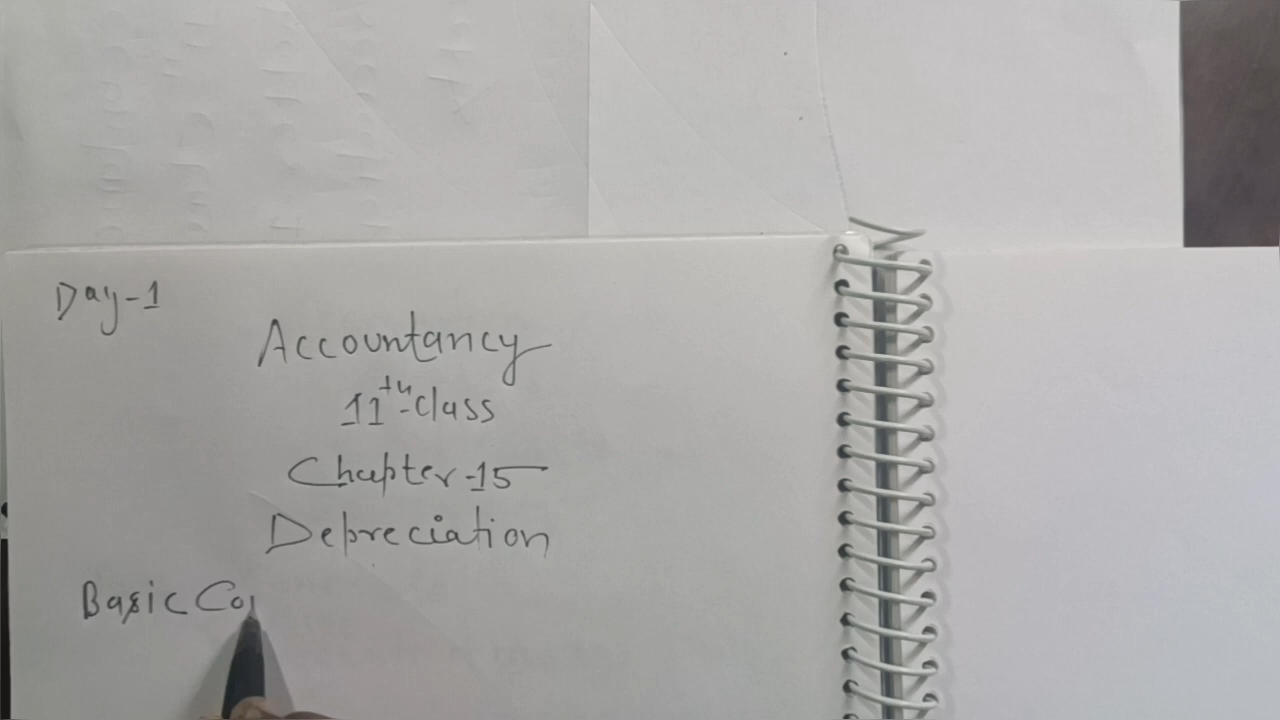 Day-1
Accountancy
11th-class
Chapter-15
Depreciation
Basic Co